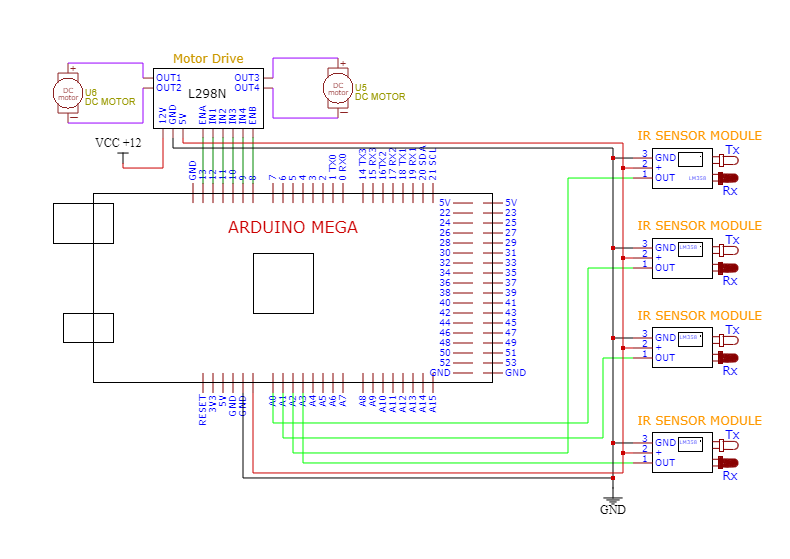 Motor Drive
+
DC
motor
U6
DC MOTOR
OUT1
OUT2
L298N
OUT3
OUT4
12V
GND
5V
ENA
IN1
IN2
IN3
IN4
ENB
+
DC
motor
U5
DC MOTOR
VCC +12
GND
13
12
11
10
9
8
7
6
5
4
3
2
1 TX0
0 RX0
14 TX3
15 RX3
16 TX2
17 RX2
18 TX1
19 RX1
20 SDA
21 SCL
ARDUINO MEGA
5V 5V
22 23
24 25
26 27
28 29
30 31
32 33
34 35
36 37
38 39
40 41
42 43
44 45
46 47
48 49
50 51
52 53
GND GND
RESET
3V3
5V
GND
GND
A0
A1
A2
A3
A4
A5
A6
A7
A8
A9
A10
A11
A12
A13
A14
A15
IR SENSOR MODULE
3 GND
2 +
1 OUT
LM358
Tx
Rx
IR SENSOR MODULE
3 GND
2 +
1 OUT
LM358
Tx
Rx
IR SENSOR MODULE
3 GND
2 +
1 OUT
LM358
Tx
Rx
IR SENSOR MODULE
3 GND
2 +
1 OUT
LM358
Tx
Rx
GND